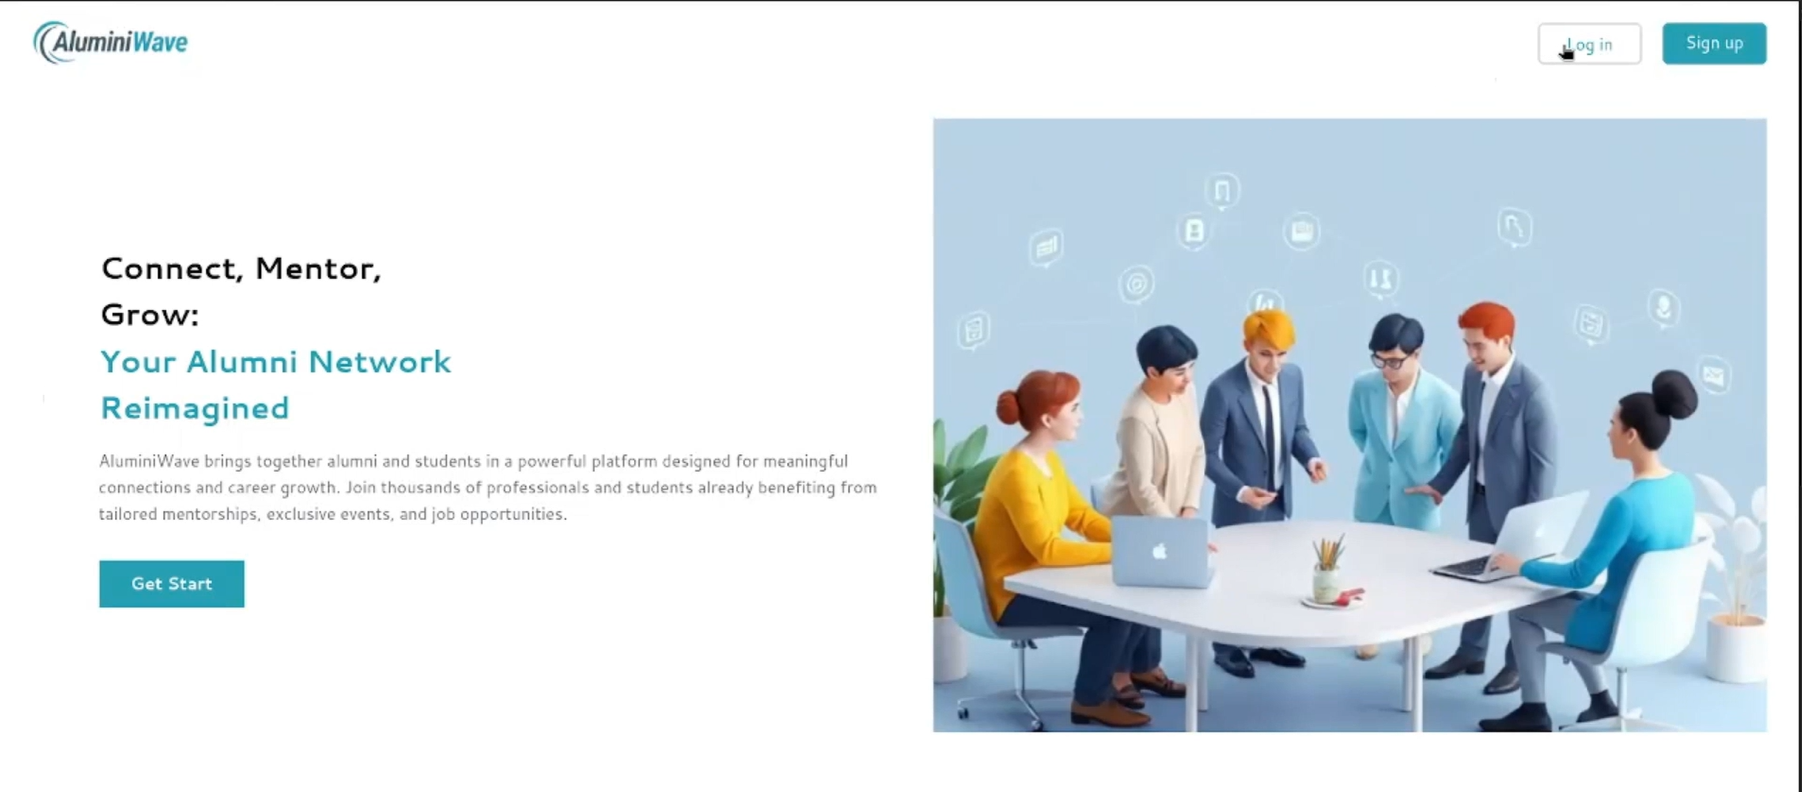 AluminiWave
Log in
Sign up
Connect, Mentor,
Grow:
Your Alumni Network
Reimagined
AluminiWave brings together alumni and students in a powerful platform designed for meaningful
connections and career growth. Join thousands of professionals and students already benefiting from
tailored mentorships, exclusive events, and job opportunities.
Get Start